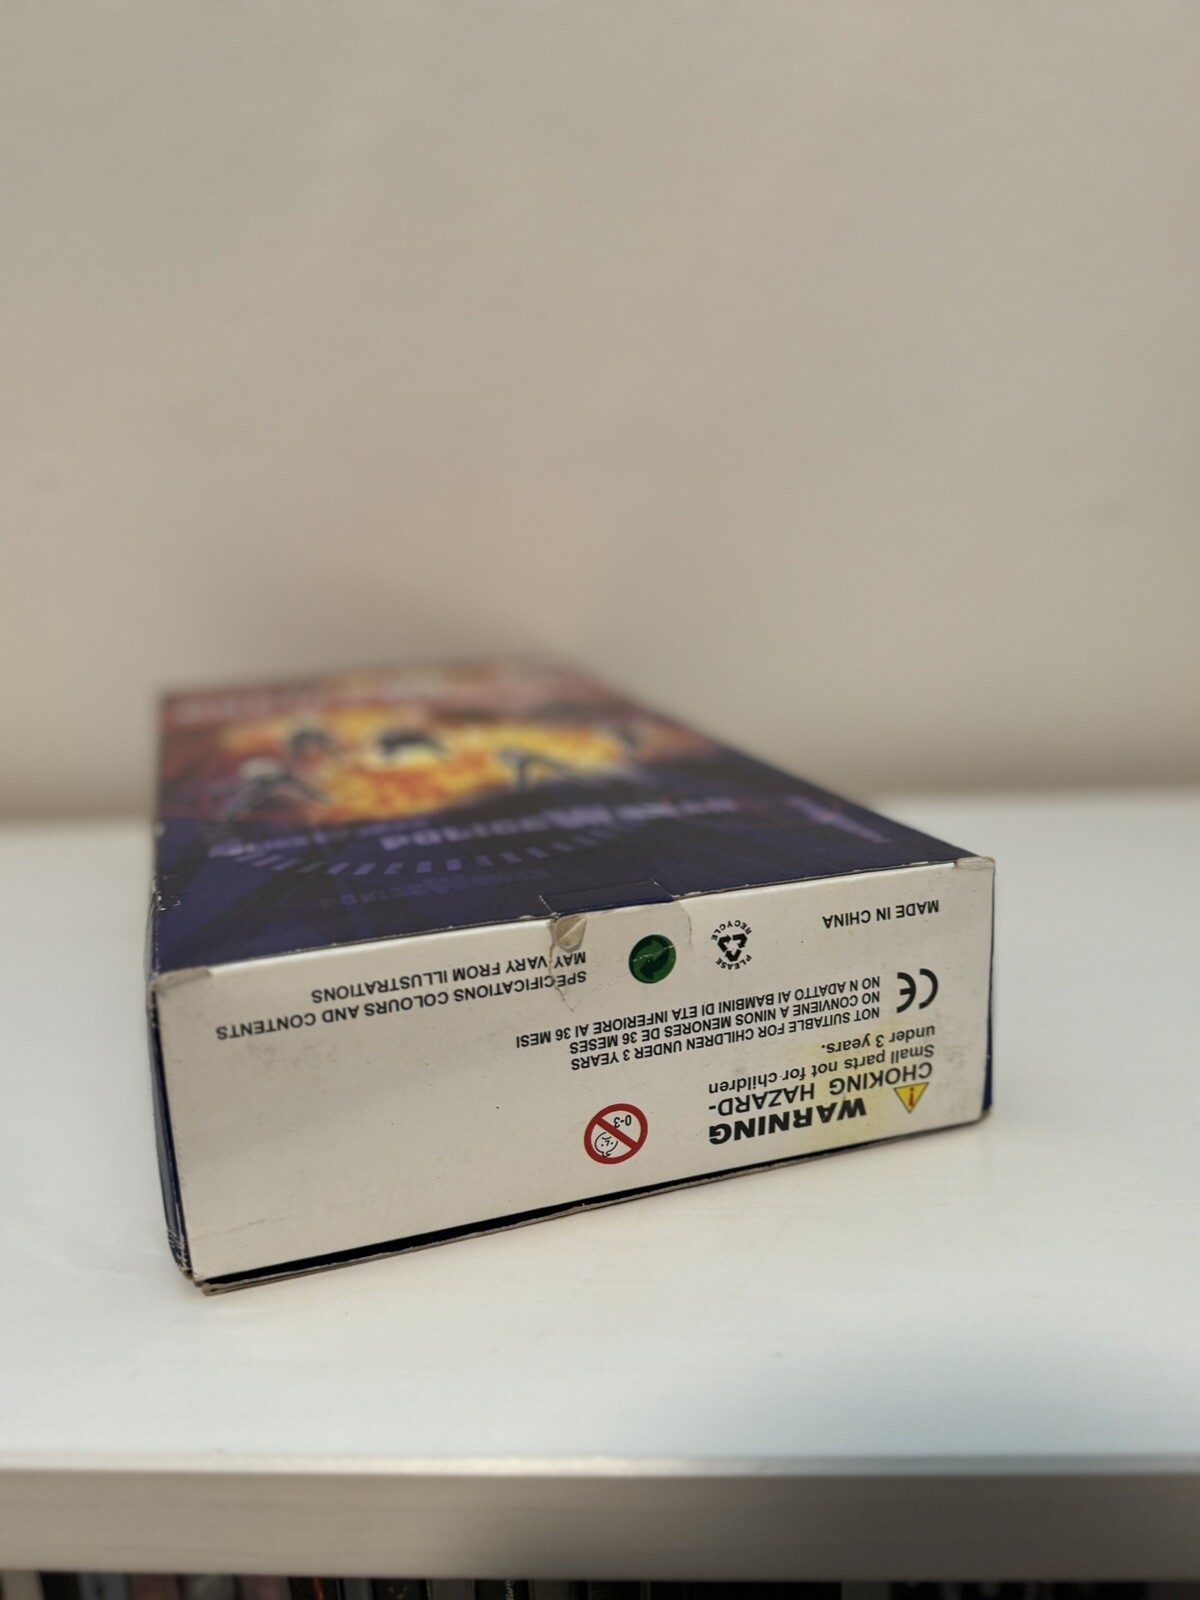 WARNING
CHOKING HAZARD-
Small parts not for children
under 3 years.
0-3
NOT SUITABLE FOR CHILDREN UNDER 3 YEARS
NO CONVIENE A NINOS MENORES DE 36 MESES
NO N ADATTO AI BAMBINI DI ETA INFERIORE AI 36 MESI
CE
MADE IN CHINA
PLEASE
RECYCLE
SPECIFICATIONS COLOURS AND CONTENTS
MAY VARY FROM ILLUSTRATIONS
POLICE